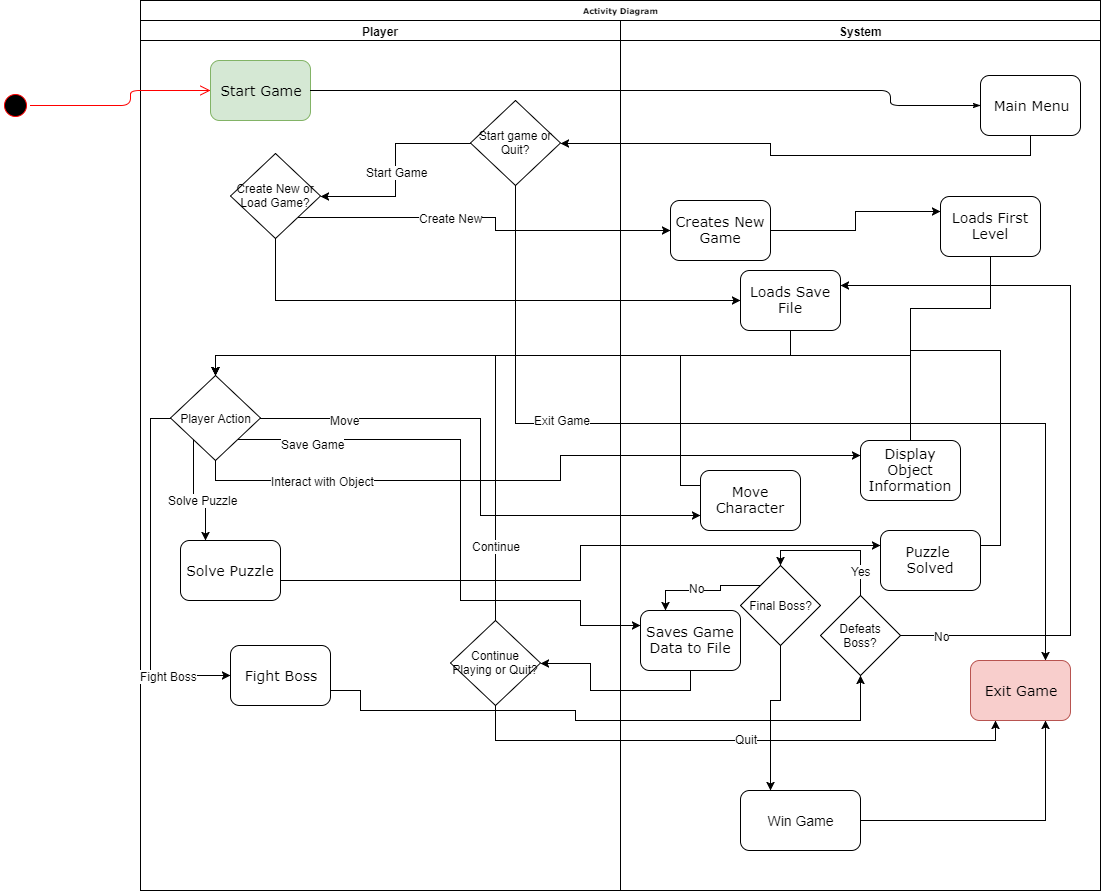 Activity Diagram
Player
System
Start Game
Main Menu
Start game or
Quit?
Start Game
Create New or
Load Game?
Create New
Creates New
Game
Loads First
Level
Loads Save
File
Player Action
Move
Exit Game
Save Game
Display
Object
Information
Interact with Object
Solve Puzzle
Move
Character
Continue
Puzzle
Solved
Solve Puzzle
Yes
No
Final Boss?
Saves Game
Data to File
Defeats
Boss?
No
Continue
Playing or Quit?
Fight Boss
Fight Boss
Exit Game
Quit
Win Game